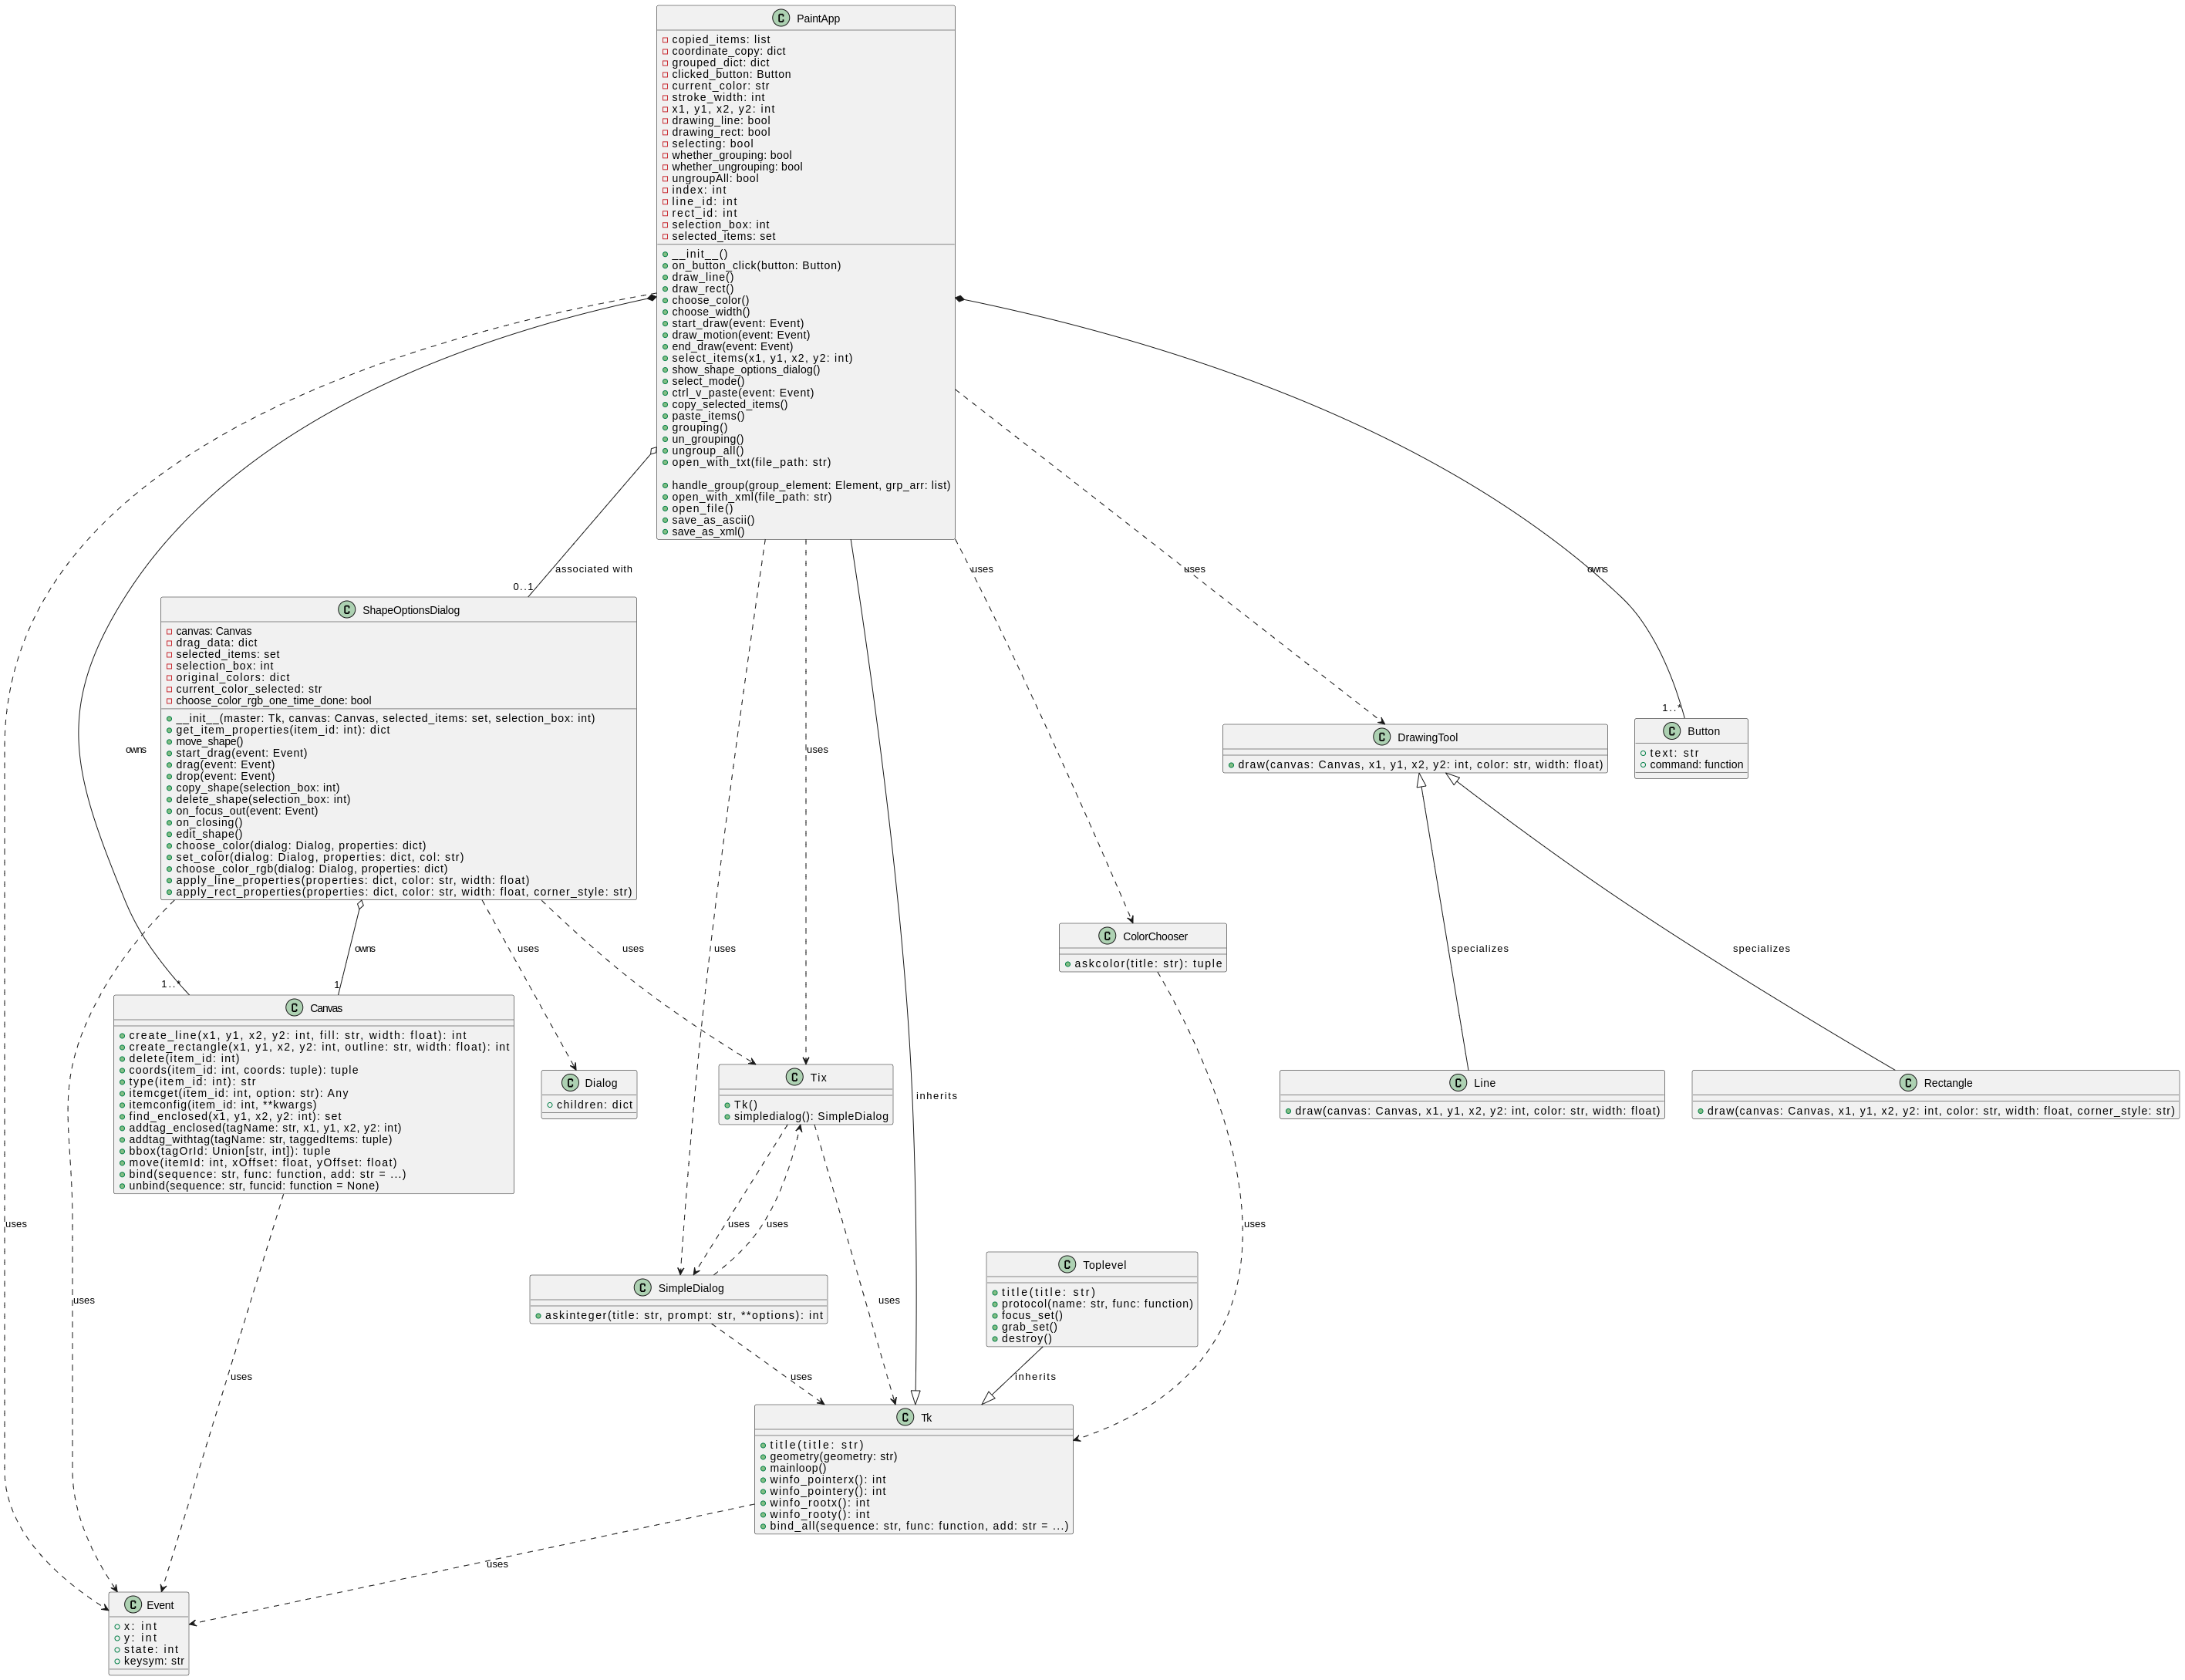 C PaintApp
copied_items: list
coordinate_copy: dict
grouped_dict: dict
clicked_button: Button
current_color: str
stroke_width: int
x1, y1, x2, y2: int
drawing_line: bool
drawing_rect: bool
selecting: bool
whether_grouping: bool
whether_ungrouping: bool
ungroupAll: bool
index: int
line_id: int
rect_id: int
selection_box: int
selected_items: set
__init__()
on_button_click(button: Button)
draw_line()
draw_rect()
choose_color()
choose_width()
start_draw(event: Event)
draw_motion(event: Event)
end_draw(event: Event)
select_items(x1, y1, x2, y2: int)
show_shape_options_dialog()
select_mode()
ctrl_v_paste(event: Event)
copy_selected_items()
paste_items()
grouping()
un_grouping()
ungroup_all()
open_with_txt(file_path: str)
handle_group(group_element: Element, grp_arr: list)
open_with_xml(file_path: str)
open_file()
save_as_ascii()
save_as_xml()
associated with
0..1
uses
uses
owns
C ShapeOptionsDialog
canvas: Canvas
drag_data: dict
selected_items: set
selection_box: int
original_colors: dict
current_color_selected: str
choose_color_rgb_one_time_done: bool
__init__(master: Tk, canvas: Canvas, selected_items: set, selection_box: int)
get_item_properties(item_id: int): dict
move_shape()
start_drag(event: Event)
drag(event: Event)
drop(event: Event)
copy_shape(selection_box: int)
delete_shape(selection_box: int)
on_focus_out(event: Event)
on_closing()
edit_shape()
choose_color(dialog: Dialog, properties: dict)
set_color(dialog: Dialog, properties: dict, col: str)
choose_color_rgb(dialog: Dialog, properties: dict)
apply_line_properties(properties: dict, color: str, width: float)
apply_rect_properties(properties: dict, color: str, width: float, corner_style: str)
owns
uses
1..*
C DrawingTool
draw(canvas: Canvas, x1, y1, x2, y2: int, color: str, width: float)
C Button
text: str
command: function
owns
uses
uses
uses
specializes
specializes
1..*
1
C ColorChooser
askcolor(title: str): tuple
C Canvas
create_line(x1, y1, x2, y2: int, fill: str, width: float): int
create_rectangle(x1, y1, x2, y2: int, outline: str, width: float): int
delete(item_id: int)
coords(item_id: int, coords: tuple): tuple
type(item_id: int): str
itemcget(item_id: int, option: str): Any
itemconfig(item_id: int, **kwargs)
find_enclosed(x1, y1, x2, y2: int): set
addtag_enclosed(tagName: str, x1, y1, x2, y2: int)
addtag_withtag(tagName: str, taggedItems: tuple)
bbox(tagOrId: Union[str, int]): tuple
move(itemId: int, xOffset: float, yOffset: float)
bind(sequence: str, func: function, add: str = ...)
unbind(sequence: str, funcid: function = None)
C Dialog
children: dict
C Tix
Tk()
simpledialog(): SimpleDialog
inherits
C Line
draw(canvas: Canvas, x1, y1, x2, y2: int, color: str, width: float)
C Rectangle
draw(canvas: Canvas, x1, y1, x2, y2: int, color: str, width: float, corner_style: str)
uses
uses
uses
uses
C SimpleDialog
askinteger(title: str, prompt: str, **options): int
C Toplevel
title(title: str)
protocol(name: str, func: function)
focus_set()
grab_set()
destroy()
uses
uses
uses
uses
inherits
C Tk
title(title: str)
geometry(geometry: str)
mainloop()
winfo_pointerx(): int
winfo_pointery(): int
winfo_rootx(): int
winfo_rooty(): int
bind_all(sequence: str, func: function, add: str = ...)
uses
C Event
x: int
y: int
state: int
keysym: str